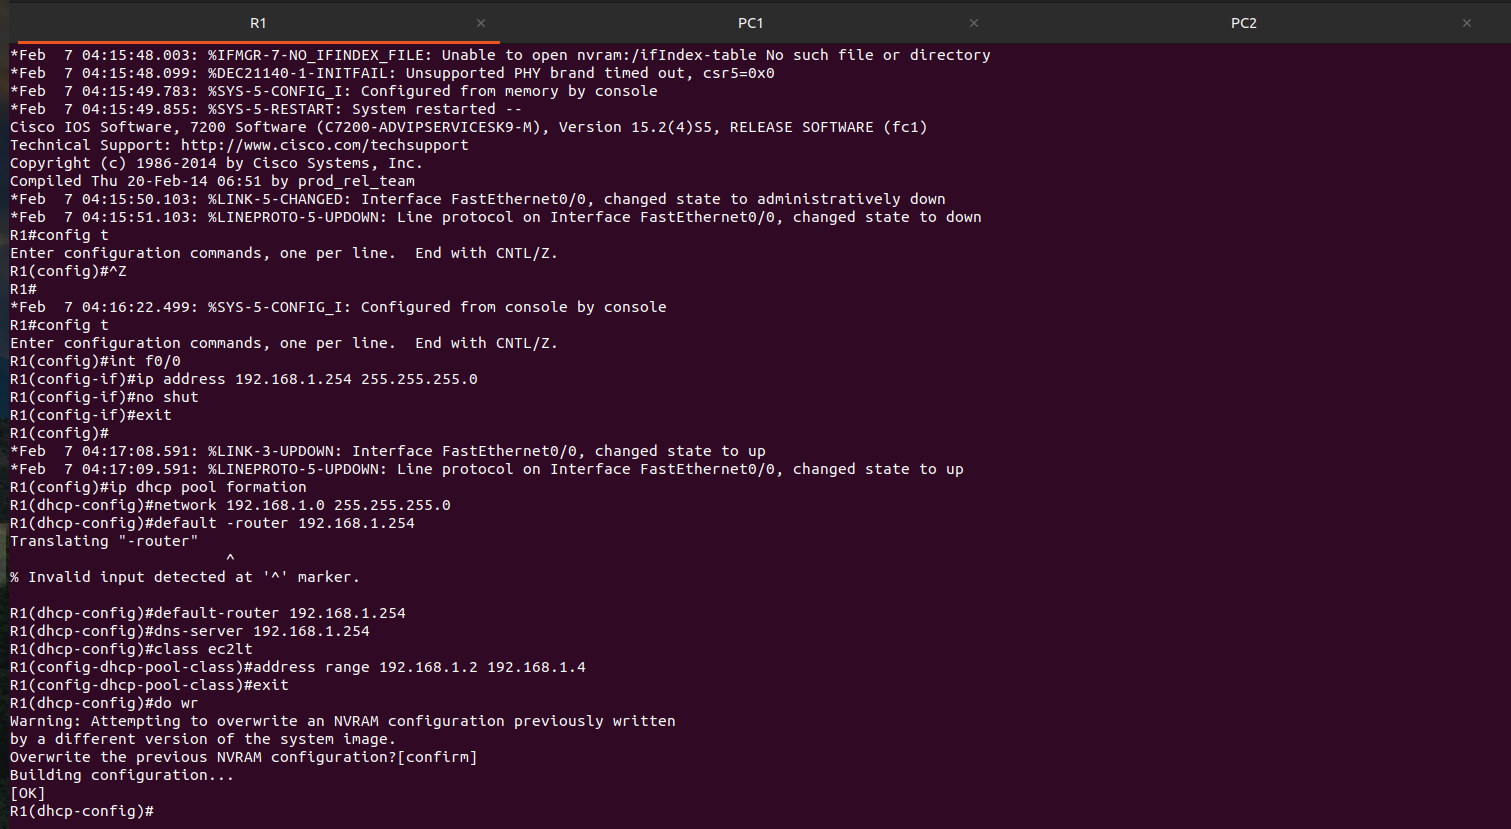 R1 × PC1 × PC2 ×
*Feb  7 04:15:48.003: %IFMGR-7-NO_IFINDEX_FILE: Unable to open nvram:/ifIndex-table No such file or directory
*Feb  7 04:15:48.099: %DEC21140-1-INITFAIL: Unsupported PHY brand timed out, csr5=0x0
*Feb  7 04:15:49.783: %SYS-5-CONFIG_I: Configured from memory by console
*Feb  7 04:15:49.855: %SYS-5-RESTART: System restarted --
Cisco IOS Software, 7200 Software (C7200-ADVIPSERVICESK9-M), Version 15.2(4)S5, RELEASE SOFTWARE (fc1)
Technical Support: http://www.cisco.com/techsupport
Copyright (c) 1986-2014 by Cisco Systems, Inc.
Compiled Thu 20-Feb-14 06:51 by prod_rel_team
*Feb  7 04:15:50.103: %LINK-5-CHANGED: Interface FastEthernet0/0, changed state to administratively down
*Feb  7 04:15:51.103: %LINEPROTO-5-UPDOWN: Line protocol on Interface FastEthernet0/0, changed state to down
R1#config t
Enter configuration commands, one per line.  End with CNTL/Z.
R1(config)#^Z
R1#
*Feb  7 04:16:22.499: %SYS-5-CONFIG_I: Configured from console by console
R1#config t
Enter configuration commands, one per line.  End with CNTL/Z.
R1(config)#int f0/0
R1(config-if)#ip address 192.168.1.254 255.255.255.0
R1(config-if)#no shut
R1(config-if)#exit
R1(config)#
*Feb  7 04:17:08.591: %LINK-3-UPDOWN: Interface FastEthernet0/0, changed state to up
*Feb  7 04:17:09.591: %LINEPROTO-5-UPDOWN: Line protocol on Interface FastEthernet0/0, changed state to up
R1(config)#ip dhcp pool formation
R1(dhcp-config)#network 192.168.1.0 255.255.255.0
R1(dhcp-config)#default -router 192.168.1.254
Translating "-router"
^
% Invalid input detected at '^' marker.
R1(dhcp-config)#default-router 192.168.1.254
R1(dhcp-config)#dns-server 192.168.1.254
R1(dhcp-config)#class ec2lt
R1(config-dhcp-pool-class)#address range 192.168.1.2 192.168.1.4
R1(config-dhcp-pool-class)#exit
R1(dhcp-config)#do wr
Warning: Attempting to overwrite an NVRAM configuration previously written
by a different version of the system image.
Overwrite the previous NVRAM configuration?[confirm]
Building configuration...
[OK]
R1(dhcp-config)#